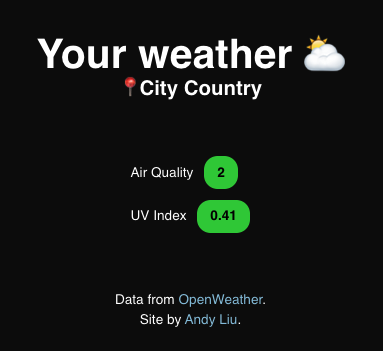 Your weather ⛅
📍City Country
Air Quality 2
UV Index 0.41
Data from OpenWeather.
Site by Andy Liu.